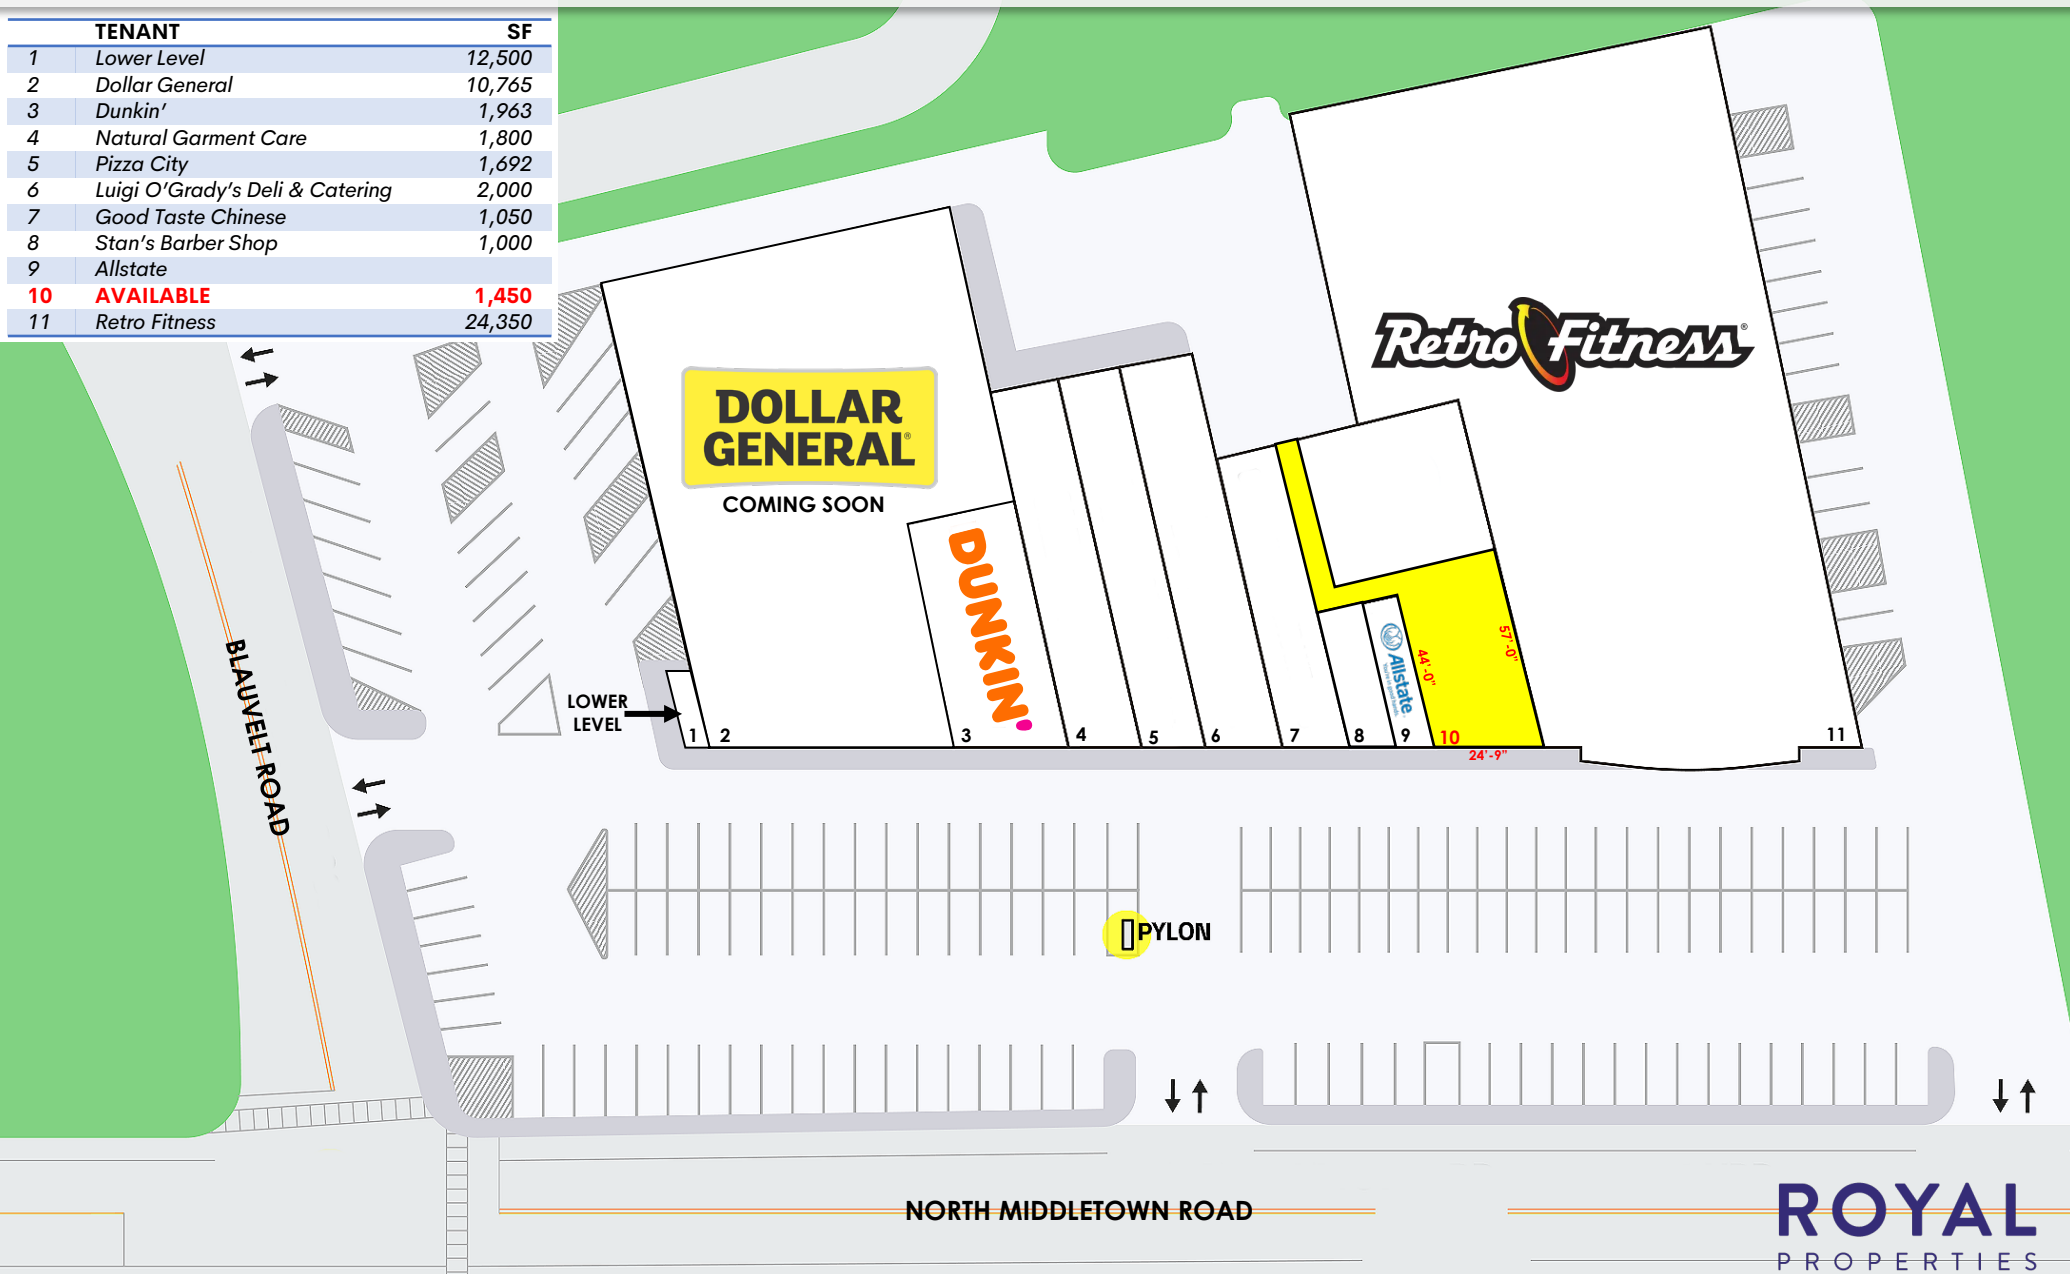 TENANT SF
1 Lower Level 12,500
2 Dollar General 10,765
3 Dunkin' 1,963
4 Natural Garment Care 1,800
5 Pizza City 1,692
6 Luigi O'Grady's Deli & Catering 2,000
7 Good Taste Chinese 1,050
8 Stan's Barber Shop 1,000
9 Allstate
10 AVAILABLE 1,450
11 Retro Fitness 24,350
Retro Fitness®
DOLLAR
GENERAL®
COMING SOON
DUNKIN'
Allstate
44'-0"
57'-0"
LOWER
LEVEL
1 2 3 4 5 6 7 8 9 10 11
24'-9"
BLAUVELT ROAD
PYLON
NORTH MIDDLETOWN ROAD
ROYAL
PROPERTIES